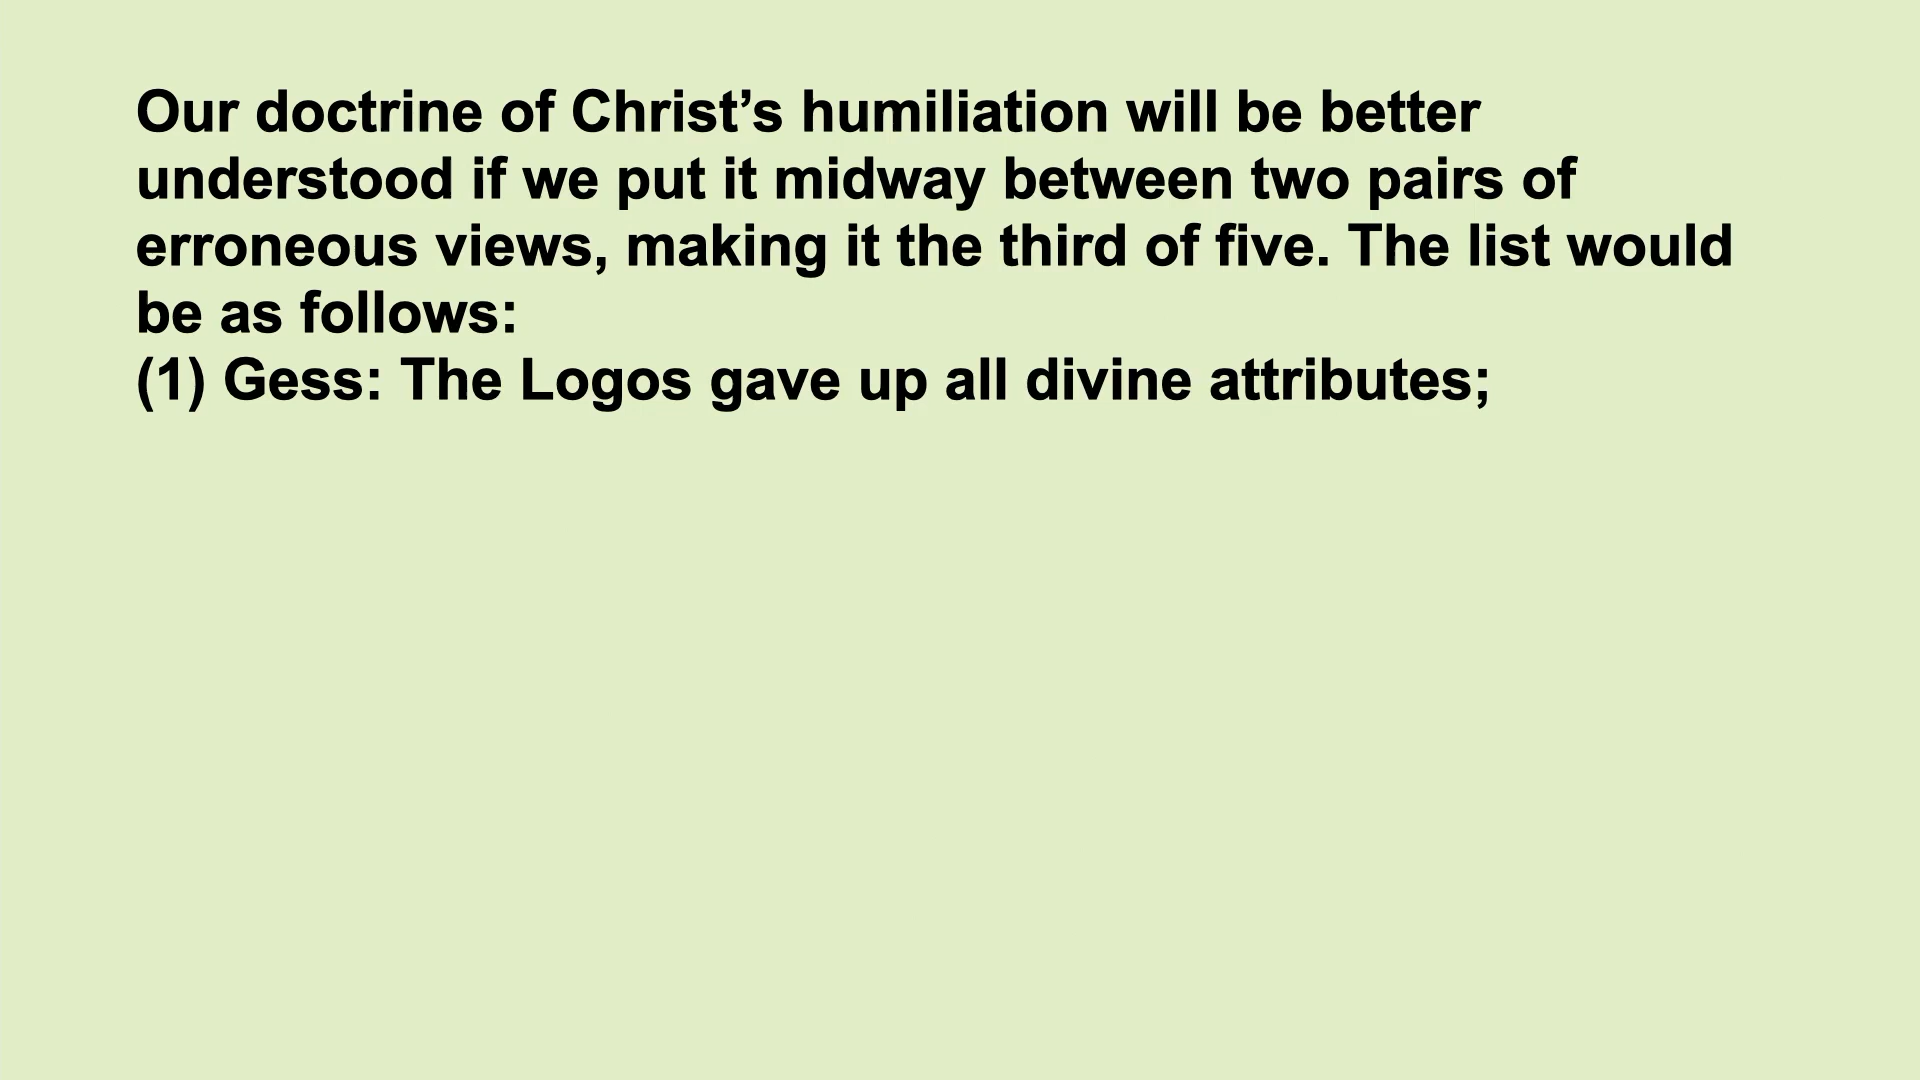 Our doctrine of Christ’s humiliation will be better
understood if we put it midway between two pairs of
erroneous views, making it the third of five. The list would
be as follows:
(1) Gess: The Logos gave up all divine attributes;